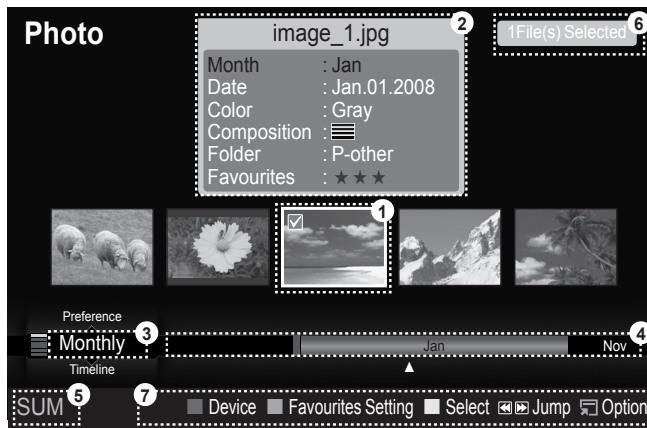 Photo
image_1.jpg
2
1File(s) Selected
6
Month : Jan
Date : Jan.01.2008
Color : Gray
Composition :
Folder : P-other
Favourites : ★★★
1
Preference
Monthly
3
Jan
Nov
4
Timeline
SUM
5
7
Device
Favourites Setting
Select
Jump
Option